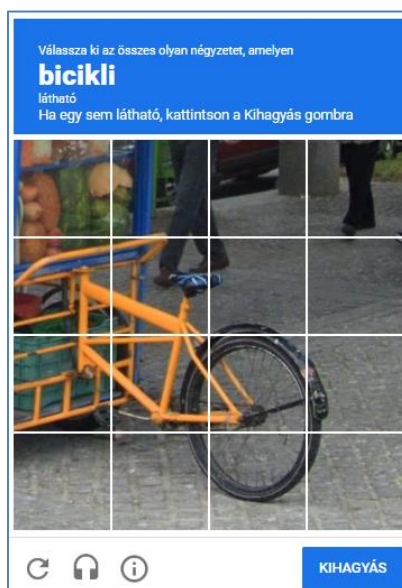 Válassza ki az összes olyan négyzetet, amelyen
bicikli
látható
Ha egy sem látható, kattintson a Kihagyás gombra
KIHAGYÁS